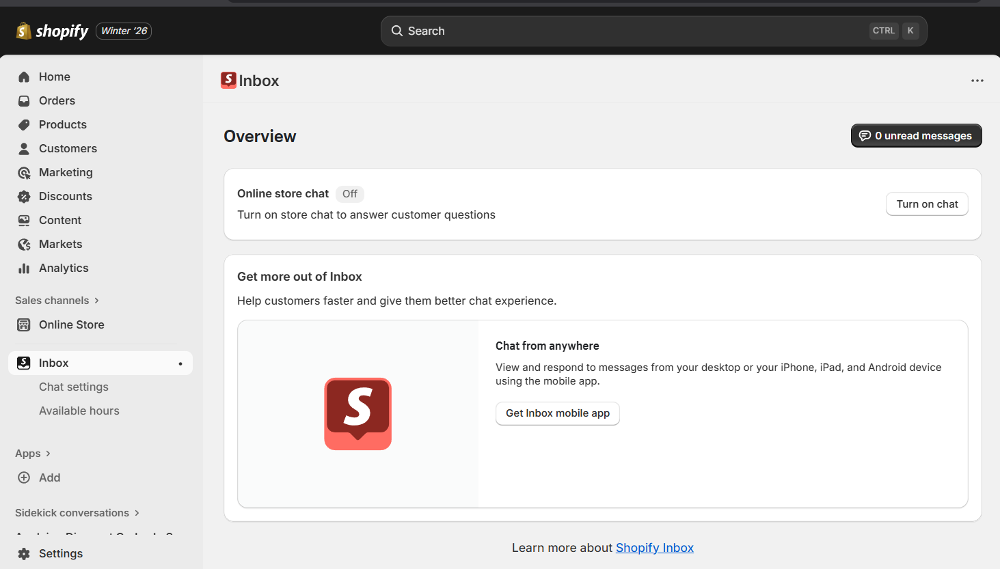 shopify
Winter '26
Search
CTRL K
Home
Orders
Products
Customers
Marketing
Discounts
Content
Markets
Analytics
Sales channels
Online Store
Inbox
Chat settings
Available hours
Apps
Add
Sidekick conversations
Settings
Inbox
Overview
0 unread messages
Online store chat Off
Turn on store chat to answer customer questions
Turn on chat
Get more out of Inbox
Help customers faster and give them better chat experience.
Chat from anywhere
View and respond to messages from your desktop or your iPhone, iPad, and Android device
using the mobile app.
Get Inbox mobile app
Learn more about Shopify Inbox